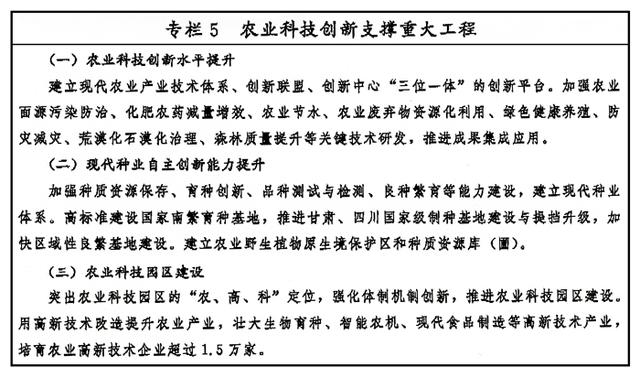 专栏5 农业科技创新支撑重大工程
（一）农业科技创新水平提升
建立现代农业产业技术体系、创新联盟、创新中心“三位一体”的创新平台。加强农业
面源污染防治、化肥农药减量增效、农业节水、农业废弃物资源化利用、绿色健康养殖、防
灾减灾、荒漠化石漠化治理、森林质量提升等关键技术研发，推进成果集成应用。
（二）现代种业自主创新能力提升
加强种质资源保存、育种创新、品种测试与检测、良种繁育等能力建设，建立现代种业
体系。高标准建设国家南繁育种基地，推进甘肃、四川国家级制种基地建设与提档升级，加
快区域性良繁基地建设。建立农业野生植物原生境保护区和种质资源库（圃）。
（三）农业科技园区建设
突出农业科技园区的“农、高、科”定位，强化体制机制创新，推进农业科技园区建设。
用高新技术改造提升农业产业，壮大生物育种、智能农机、现代食品制造等高新技术产业，
培育农业高新技术企业超过1.5万家。